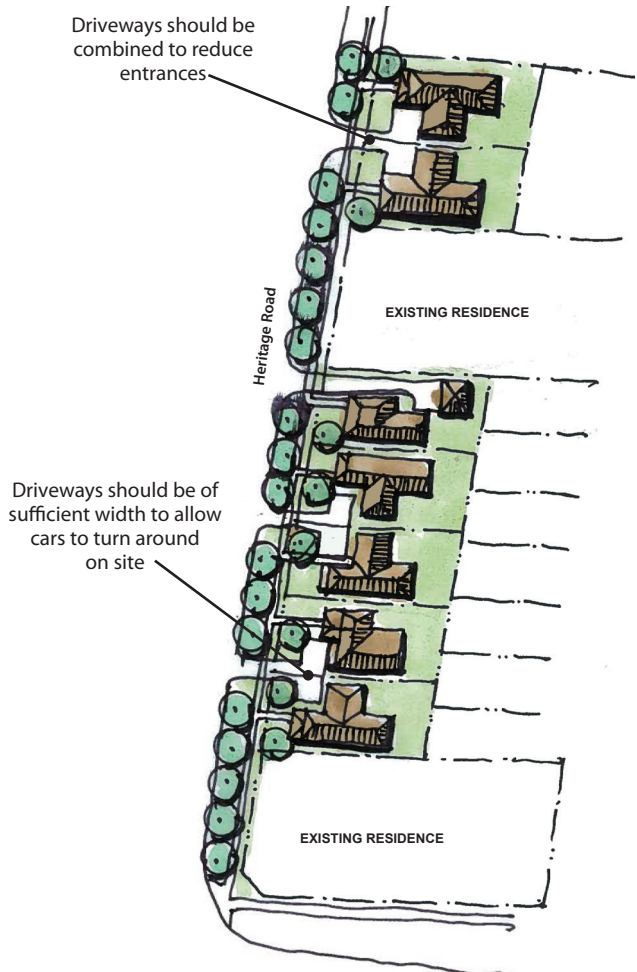 Driveways should be
combined to reduce
entrances
EXISTING RESIDENCE
Heritage Road
Driveways should be of
sufficient width to allow
cars to turn around
on site
EXISTING RESIDENCE